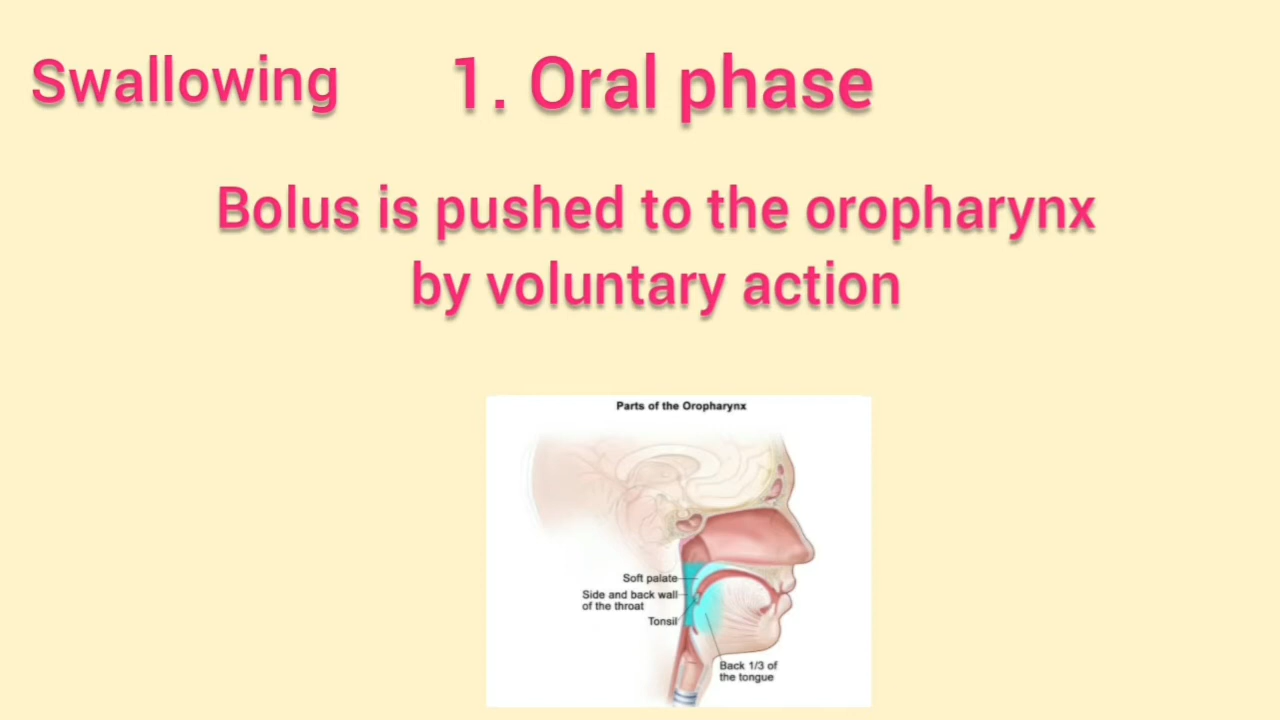 Swallowing
1. Oral phase
Bolus is pushed to the oropharynx
by voluntary action
Parts of the Oropharynx
Soft palate
Side and back wall
of the throat
Tonsil
Back 1/3 of
the tongue